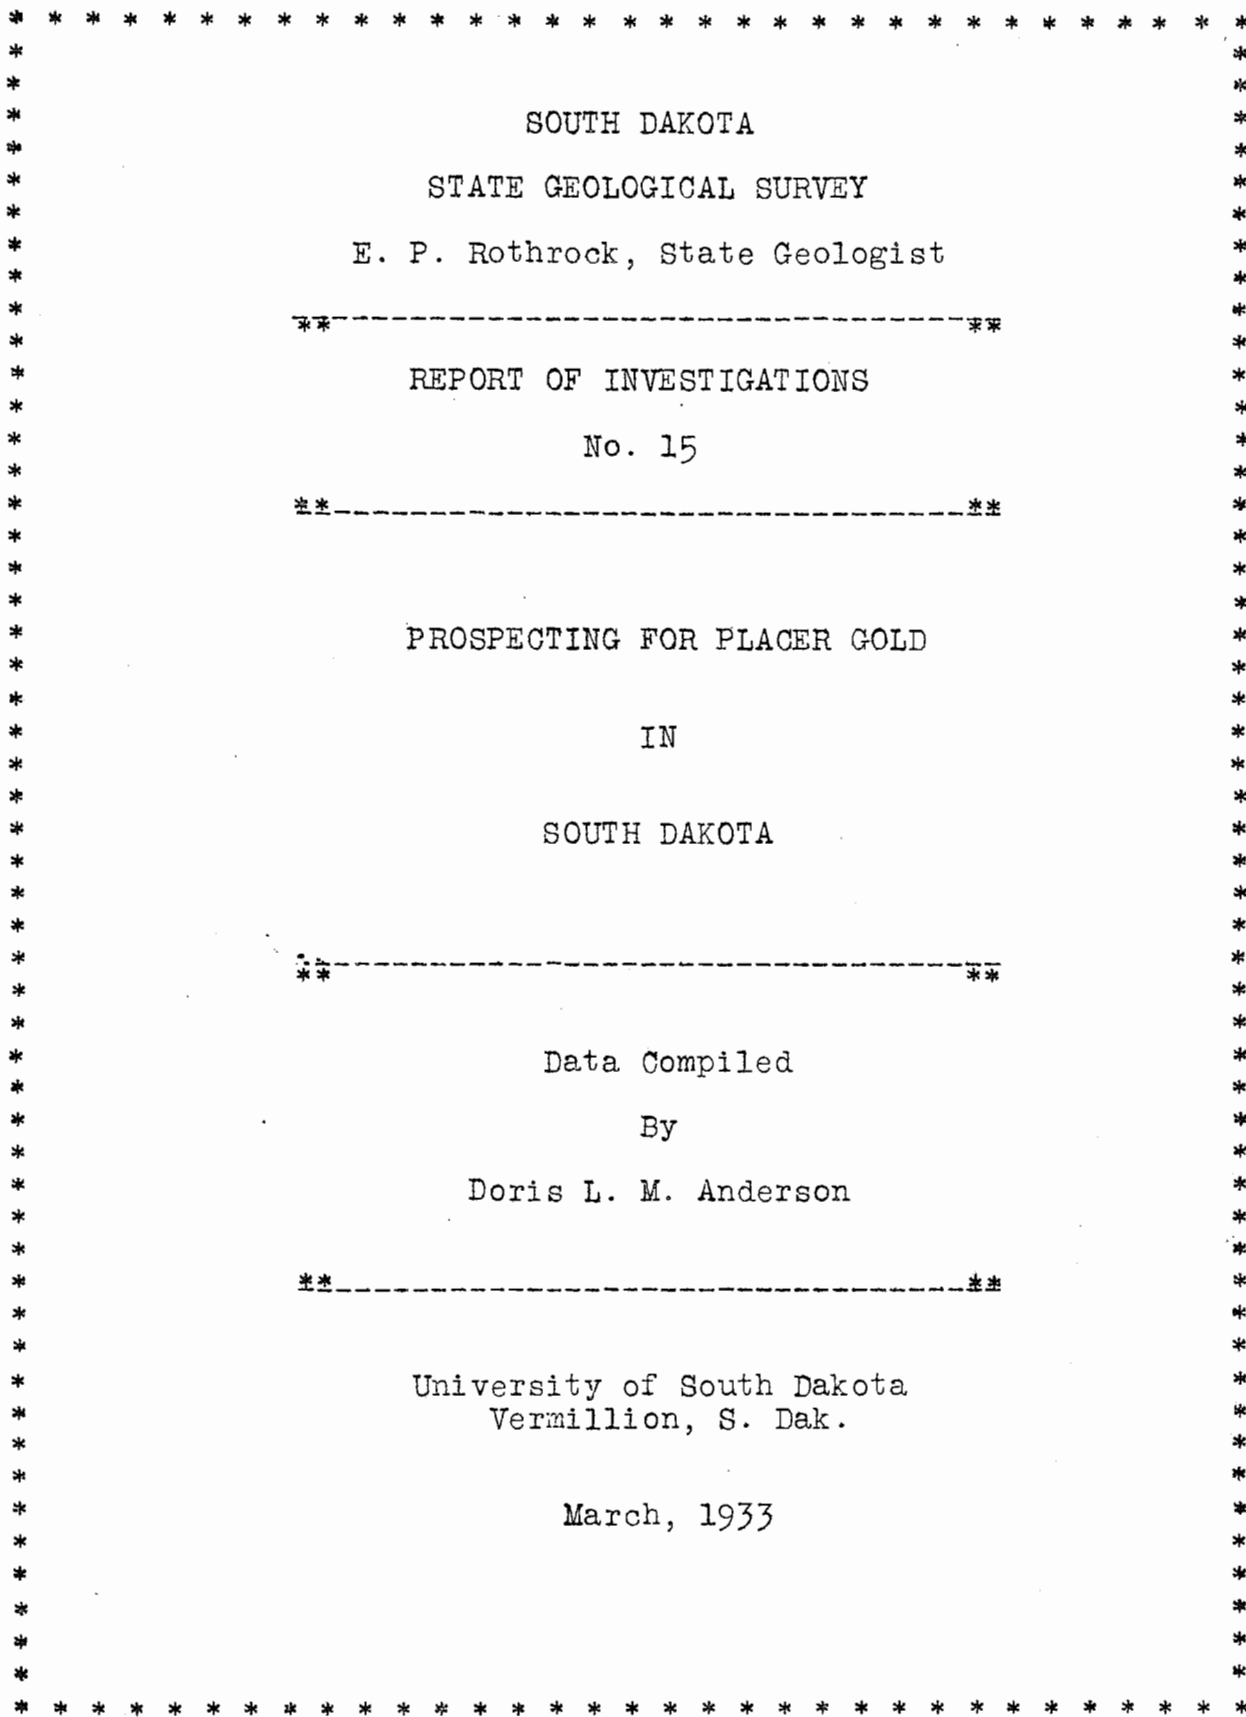 SOUTH DAKOTA
STATE GEOLOGICAL SURVEY
E. P. Rothrock, State Geologist
REPORT OF INVESTIGATIONS
No. 15
PROSPECTING FOR PLACER GOLD
IN
SOUTH DAKOTA
Data Compiled
By
Doris L. M. Anderson
University of South Dakota
Vermillion, S. Dak.
March, 1933